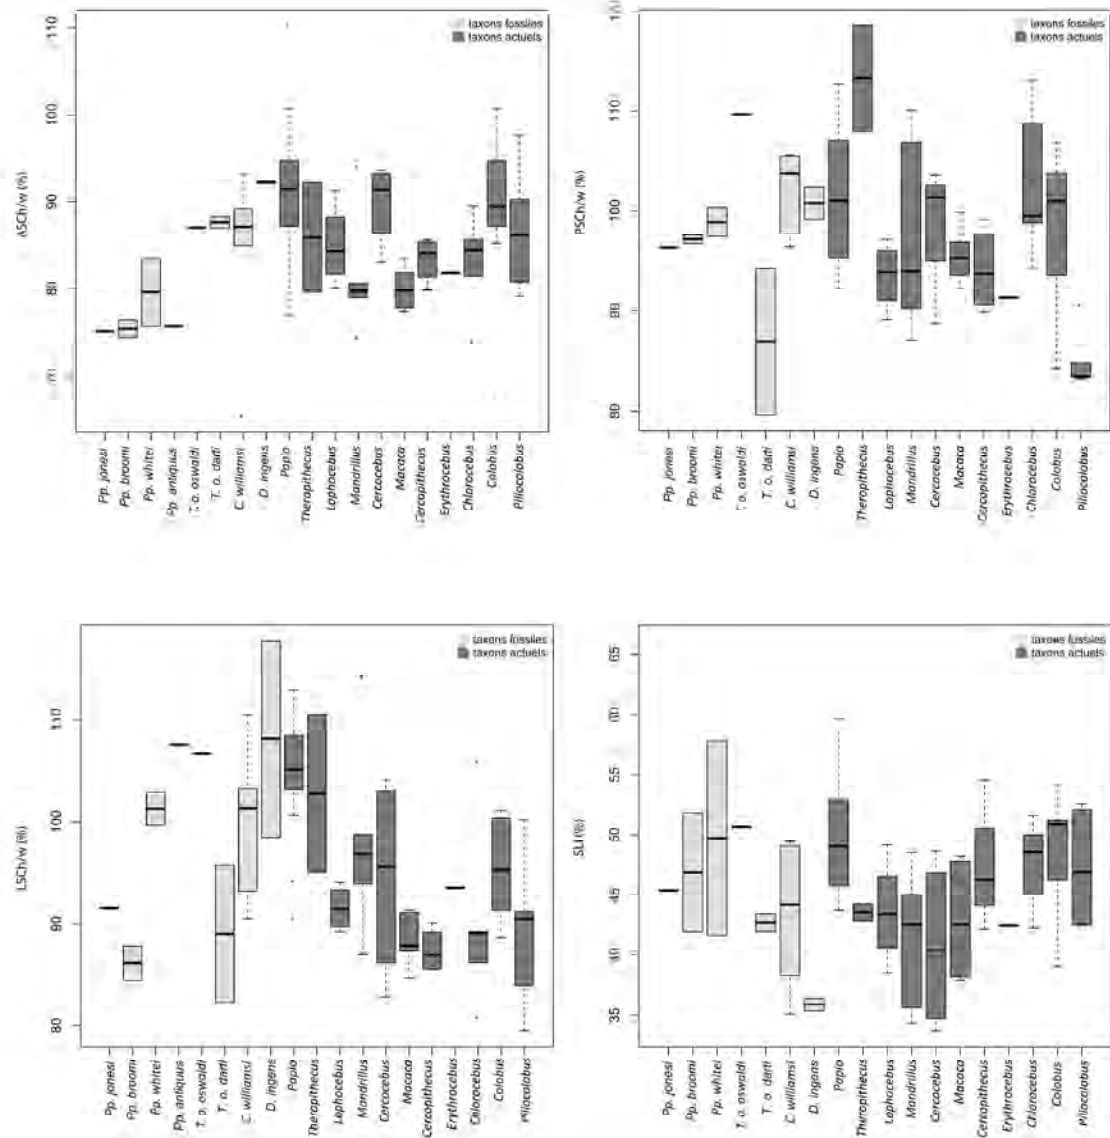 taxons fossiles
taxons actuels
ASCh/w (%)
110
100
90
80
70
Pp. jonesi
Pp. broomi
Pp. whitei
Pp. antiquus
T. o. oswaldi
T. o. darti
C. williamsi
D. ingens
Papio
Theropithecus
Lophocebus
Mandrillus
Cercocebus
Macaca
Cercopithecus
Erythrocebus
Chlorocebus
Colobus
Piliocolobus
taxons fossiles
taxons actuels
PSCh/w (%)
110
100
90
80
Pp. jonesi
Pp. broomi
Pp. whitei
T. o. oswaldi
T. o. darti
C. williamsi
D. ingens
Papio
Theropithecus
Lophocebus
Mandrillus
Cercocebus
Macaca
Cercopithecus
Erythrocebus
Chlorocebus
Colobus
Piliocolobus
taxons fossiles
taxons actuels
LSCh/w (%)
110
100
90
80
Pp. jonesi
Pp. broomi
Pp. whitei
Pp. antiquus
T. o. oswaldi
T. o. darti
C. williamsi
D. ingens
Papio
Theropithecus
Lophocebus
Mandrillus
Cercocebus
Macaca
Cercopithecus
Erythrocebus
Chlorocebus
Colobus
Piliocolobus
taxons fossiles
taxons actuels
SLI (%)
65
60
55
50
45
40
35
Pp. jonesi
Pp. broomi
Pp. whitei
T. o. oswaldi
T. o. darti
C. williamsi
D. ingens
Papio
Theropithecus
Lophocebus
Mandrillus
Cercocebus
Macaca
Cercopithecus
Erythrocebus
Chlorocebus
Colobus
Piliocolobus